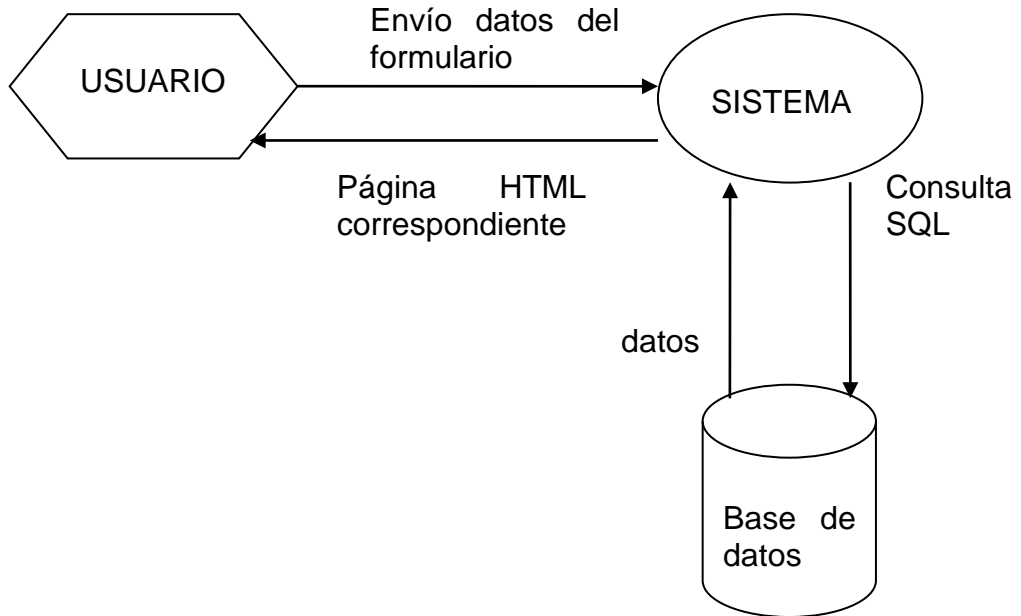 Envío datos del
formulario
USUARIO
SISTEMA
Página HTML
correspondiente
Consulta
SQL
datos
Base de
datos